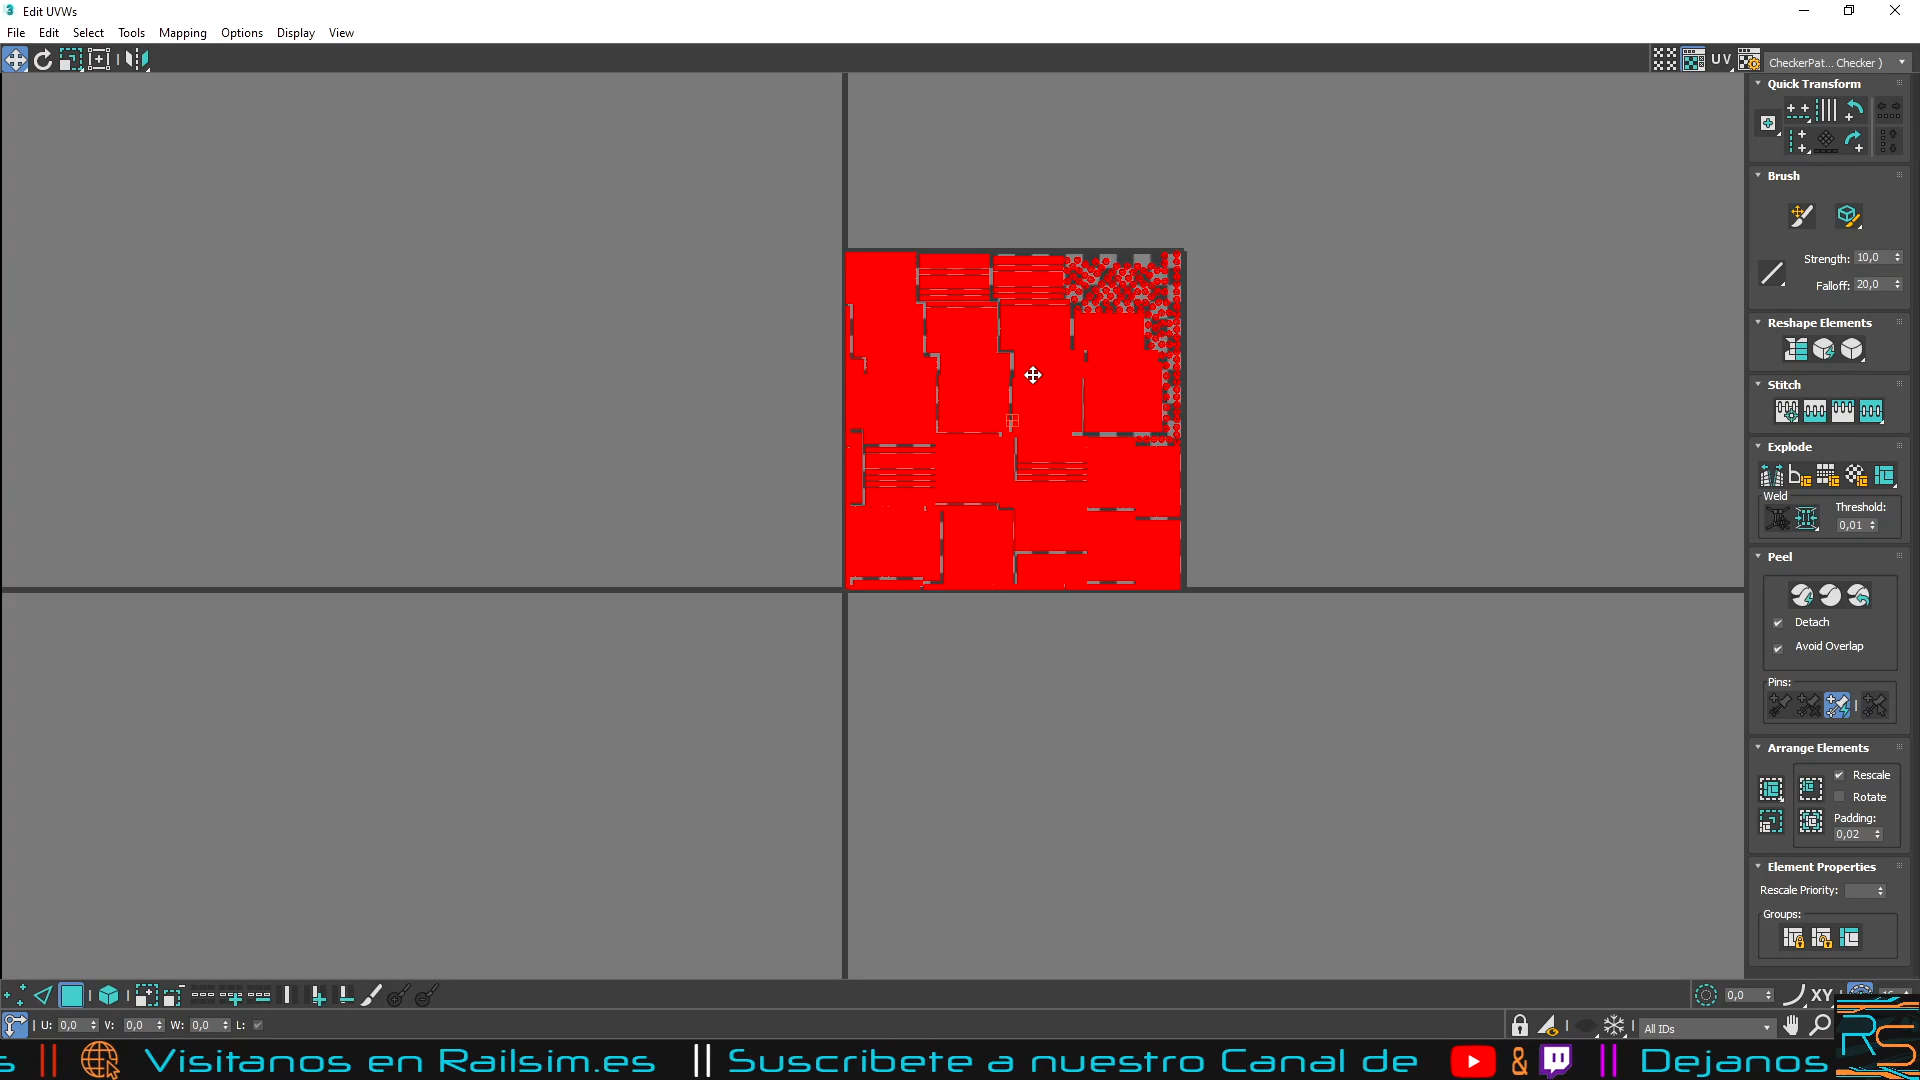 Edit UVWs
File Edit Select Tools Mapping Options Display View
UV CheckerPat... Checker )
Quick Transform
Brush
Strength: 10,0
Falloff: 20,0
Reshape Elements
Stitch
Explode
Weld
Threshold:
0,01
Peel
Detach
Avoid Overlap
Pins:
Arrange Elements
Rescale
Rotate
Padding:
0,02
Element Properties
Rescale Priority:
Groups:
0,0 XY
U: 0,0 V: 0,0 W: 0,0 L: All IDs
s || Visitanos en Railsim.es || Suscribete a nuestro Canal de & || Dejanos RS